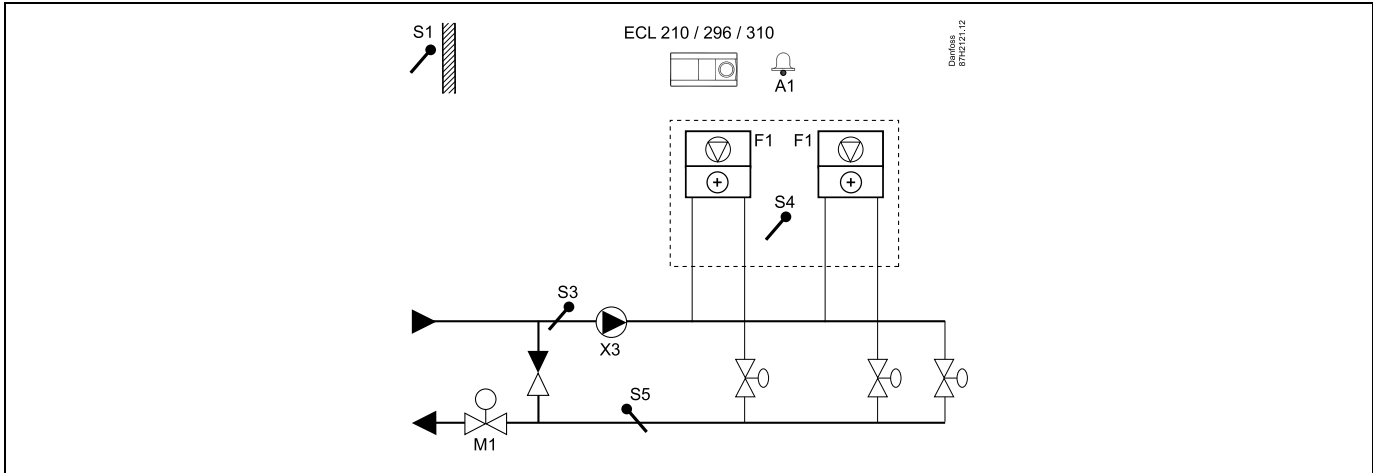 S1
ECL 210 / 296 / 310
Danfoss
87H2121.12
A1
F1
F1
S4
S3
X3
S5
M1